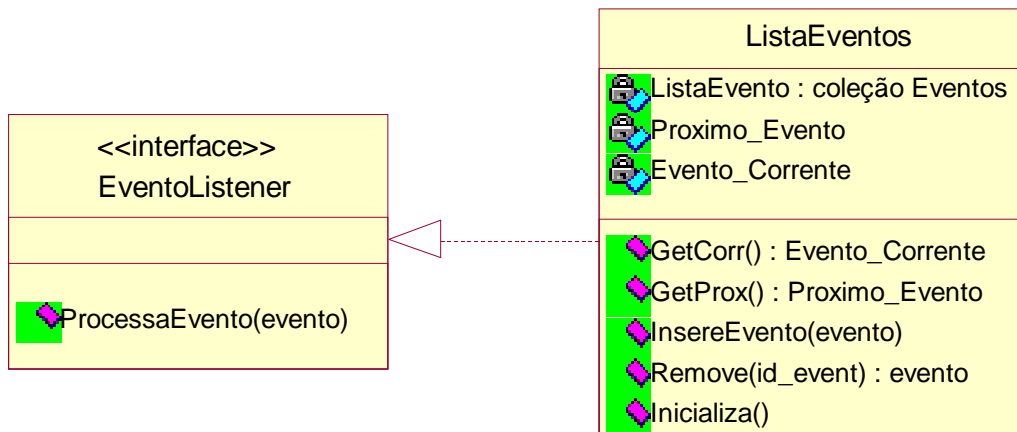 <<interface>>
EventoListener
ProcessaEvento(evento)
ListaEventos
ListaEvento : coleção Eventos
Proximo_Evento
Evento_Corrente
GetCorr() : Evento_Corrente
GetProx() : Proximo_Evento
InsereEvento(evento)
Remove(id_event) : evento
Inicializa()